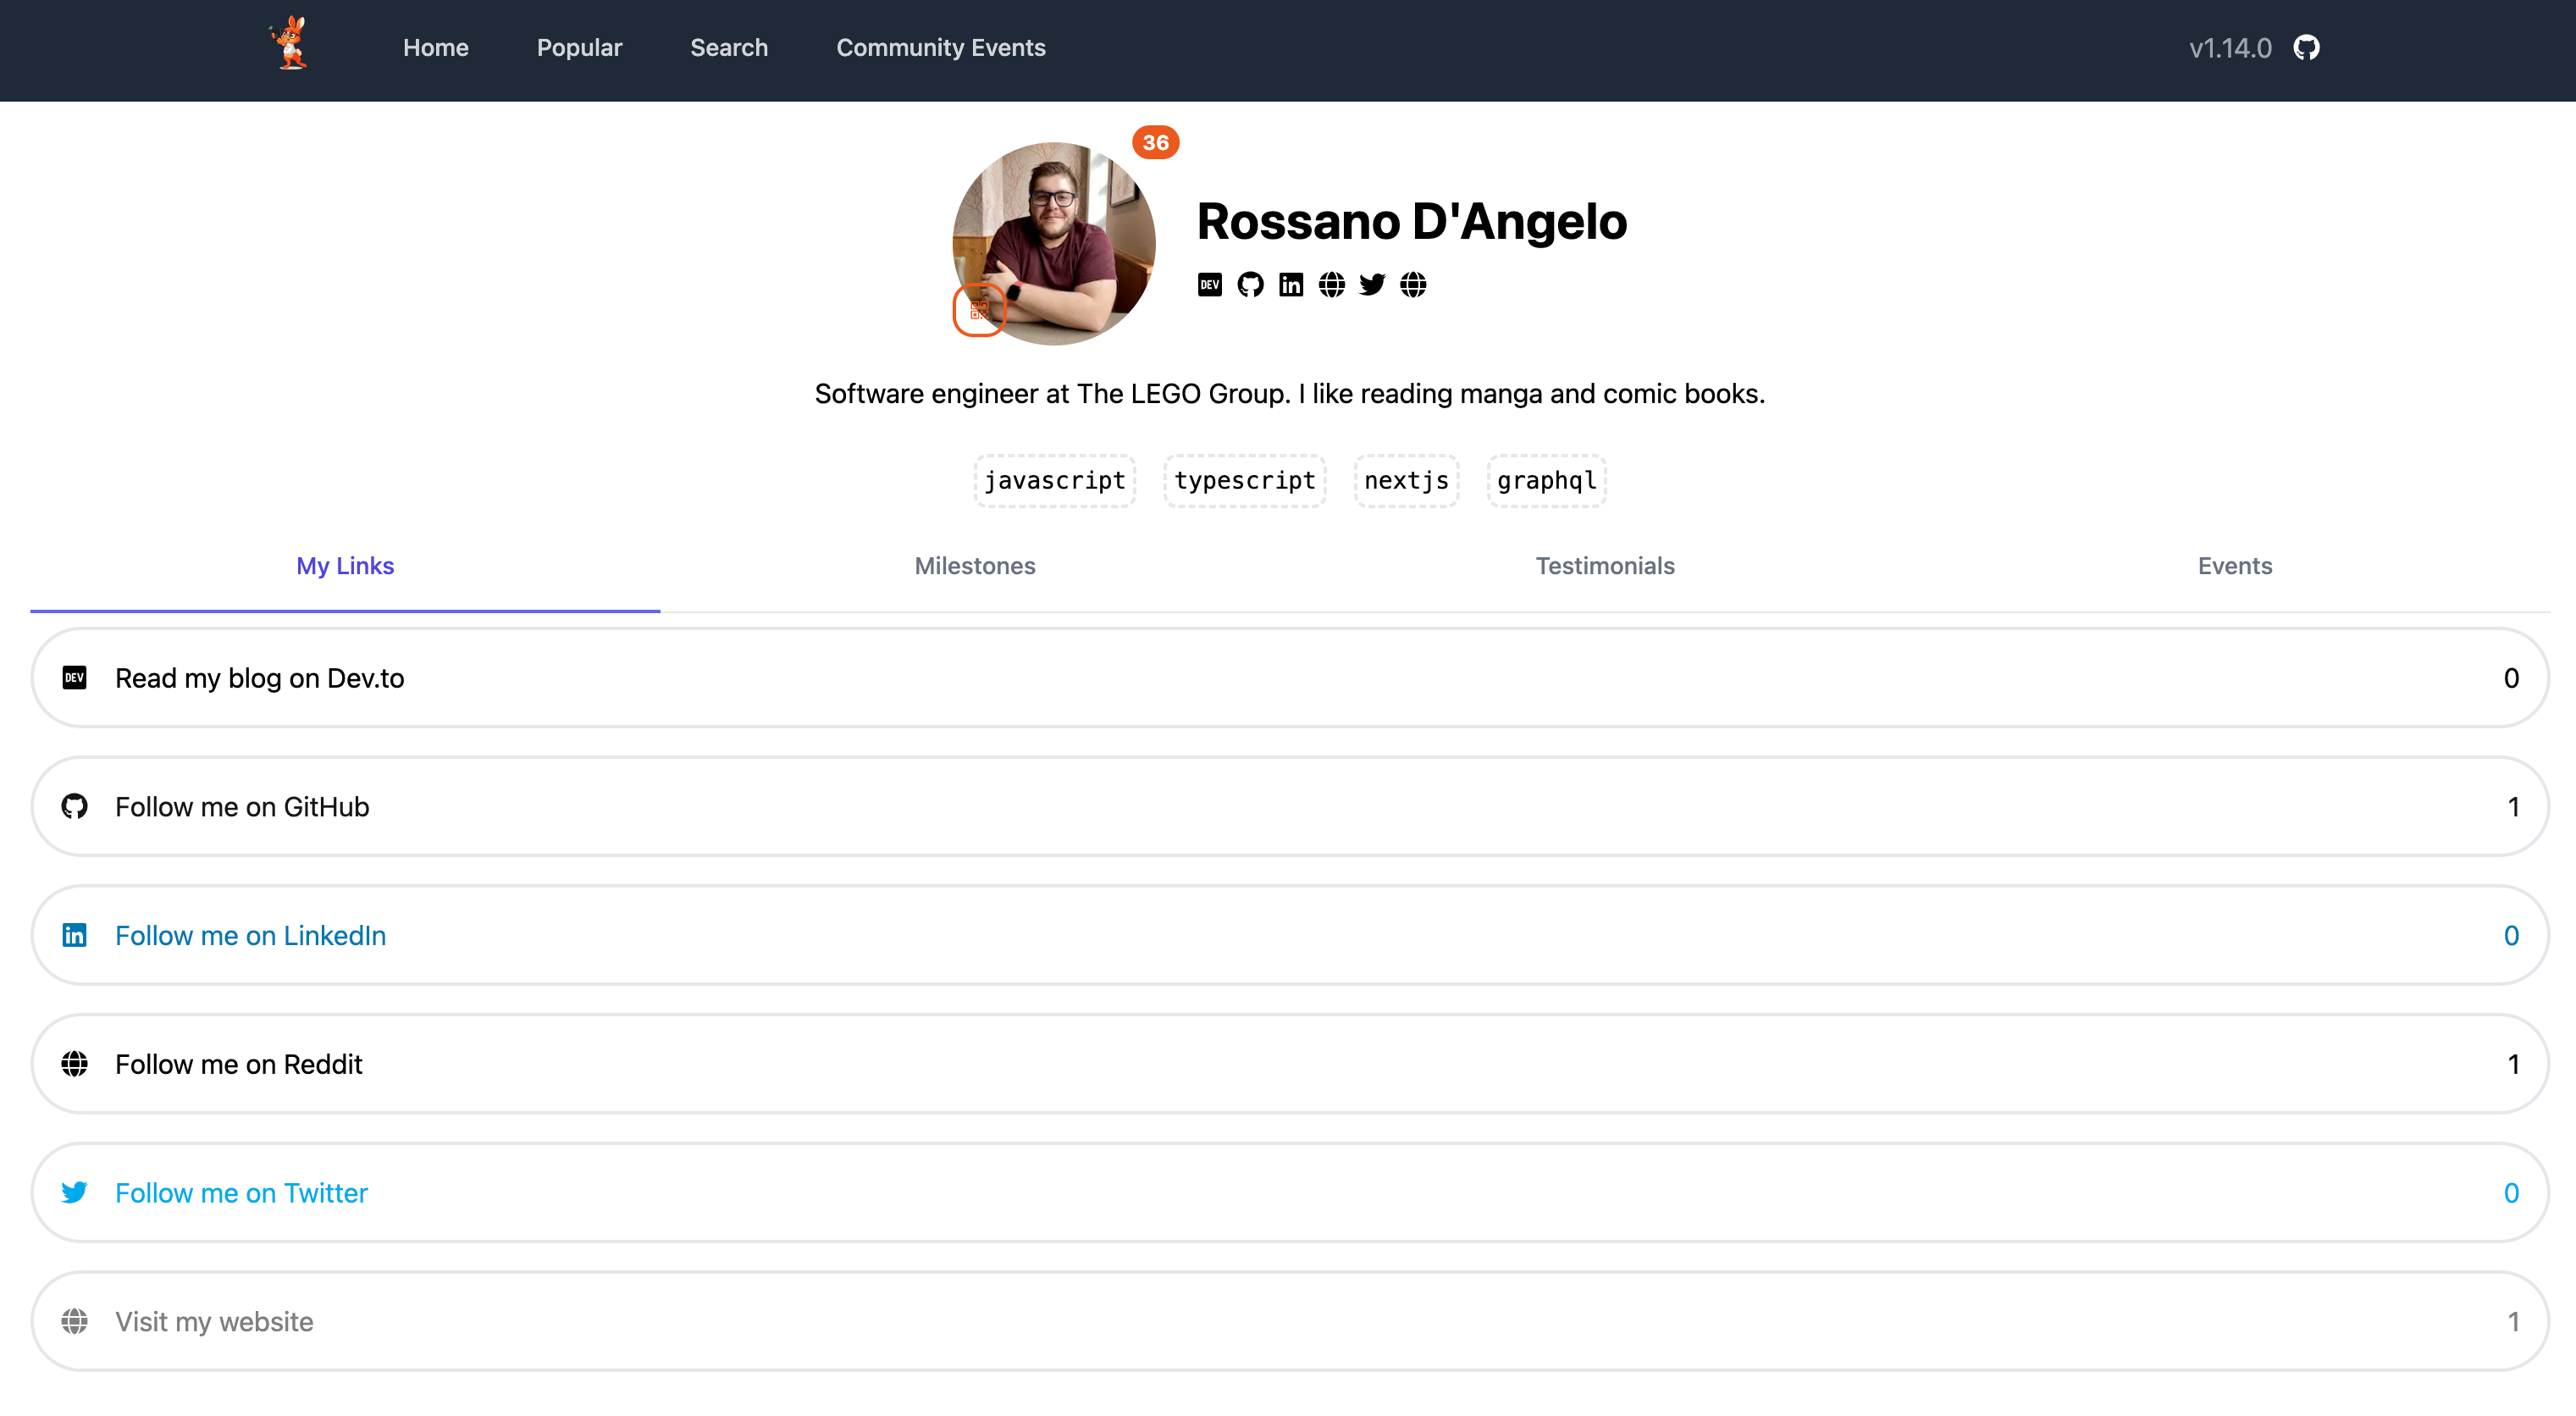 Home Popular Search Community Events v1.14.0
36
Rossano D'Angelo
DEV in
Software engineer at The LEGO Group. I like reading manga and comic books.
javascript typescript nextjs graphql
My Links Milestones Testimonials Events
DEV Read my blog on Dev.to 0
Follow me on GitHub 1
in Follow me on LinkedIn 0
Follow me on Reddit 1
Follow me on Twitter 0
Visit my website 1